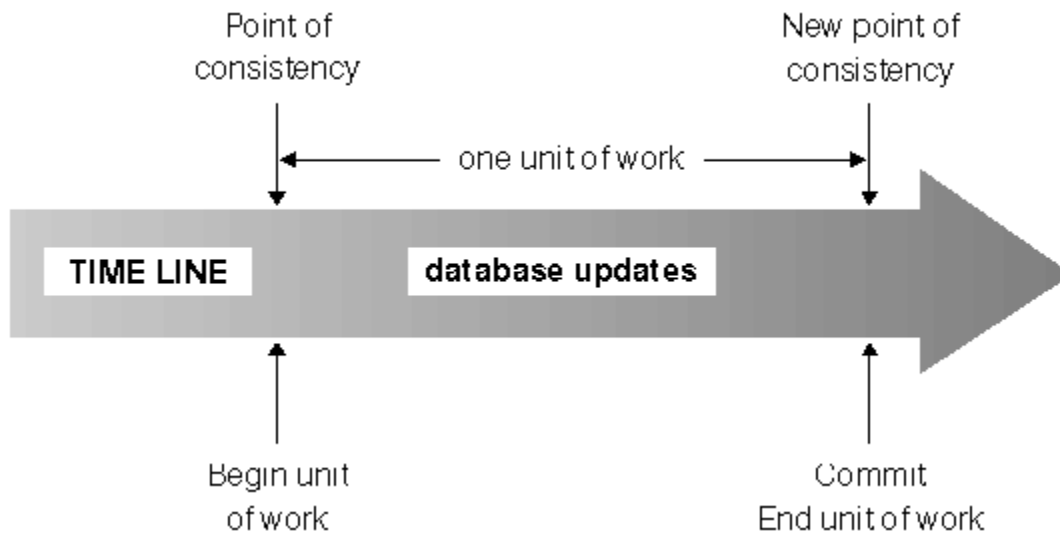 Point of
consistency
New point of
consistency
one unit of work
TIME LINE
database updates
Begin unit
of work
Commit
End unit of work